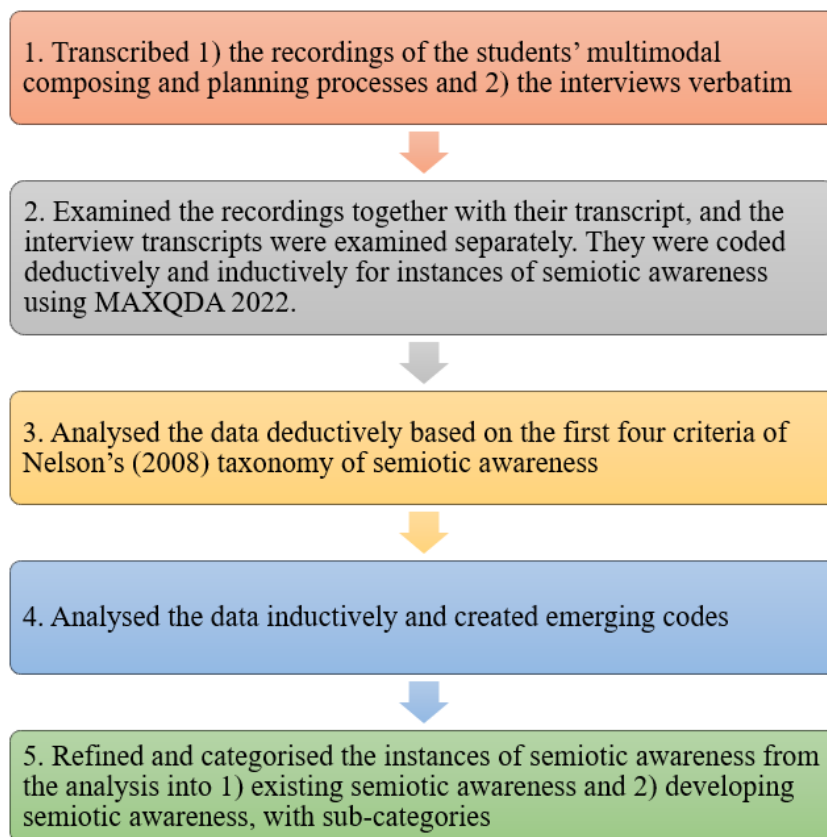 1. Transcribed 1) the recordings of the students’ multimodal
composing and planning processes and 2) the interviews verbatim
2. Examined the recordings together with their transcript, and the
interview transcripts were examined separately. They were coded
deductively and inductively for instances of semiotic awareness
using MAXQDA 2022.
3. Analysed the data deductively based on the first four criteria of
Nelson’s (2008) taxonomy of semiotic awareness
4. Analysed the data inductively and created emerging codes
5. Refined and categorised the instances of semiotic awareness from
the analysis into 1) existing semiotic awareness and 2) developing
semiotic awareness, with sub-categories